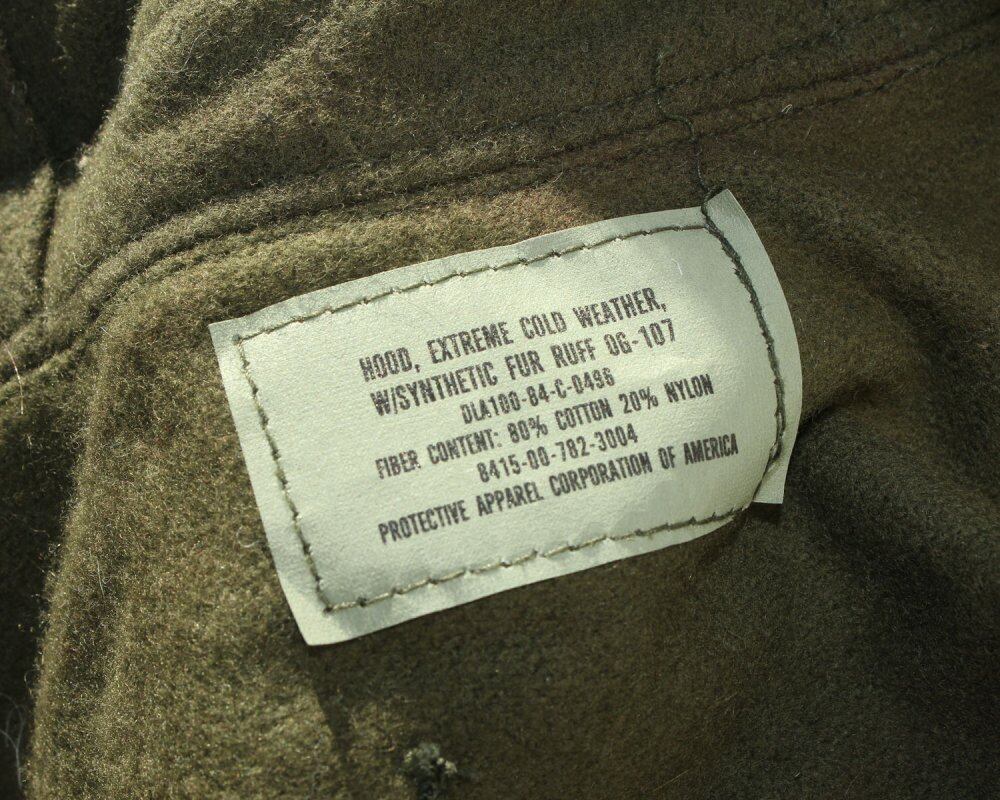 HOOD, EXTREME COLD WEATHER,
W/SYNTHETIC FUR RUFF OG-107
DLA100-84-C-0496
FIBER CONTENT: 80% COTTON 20% NYLON
8415-00-782-3004
PROTECTIVE APPAREL CORPORATION OF AMERICA